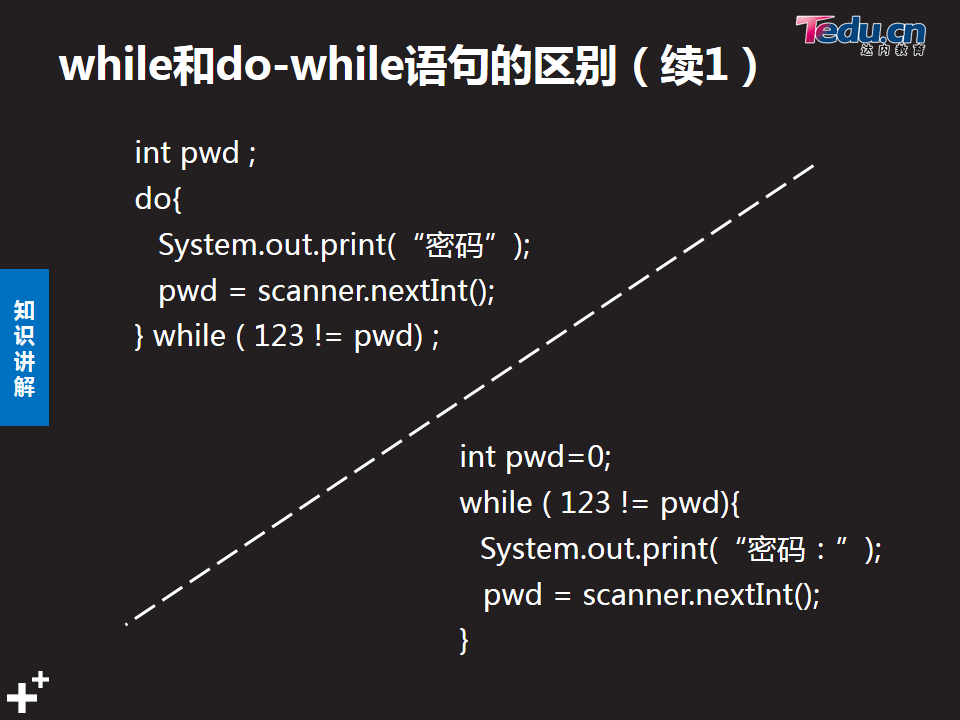 Tedu.cn
达内教育
while和do-while语句的区别（续1）
int pwd ;
do{
System.out.print(“密码”);
pwd = scanner.nextInt();
} while ( 123 != pwd) ;
知识讲解
int pwd=0;
while ( 123 != pwd){
System.out.print(“密码：”);
pwd = scanner.nextInt();
}